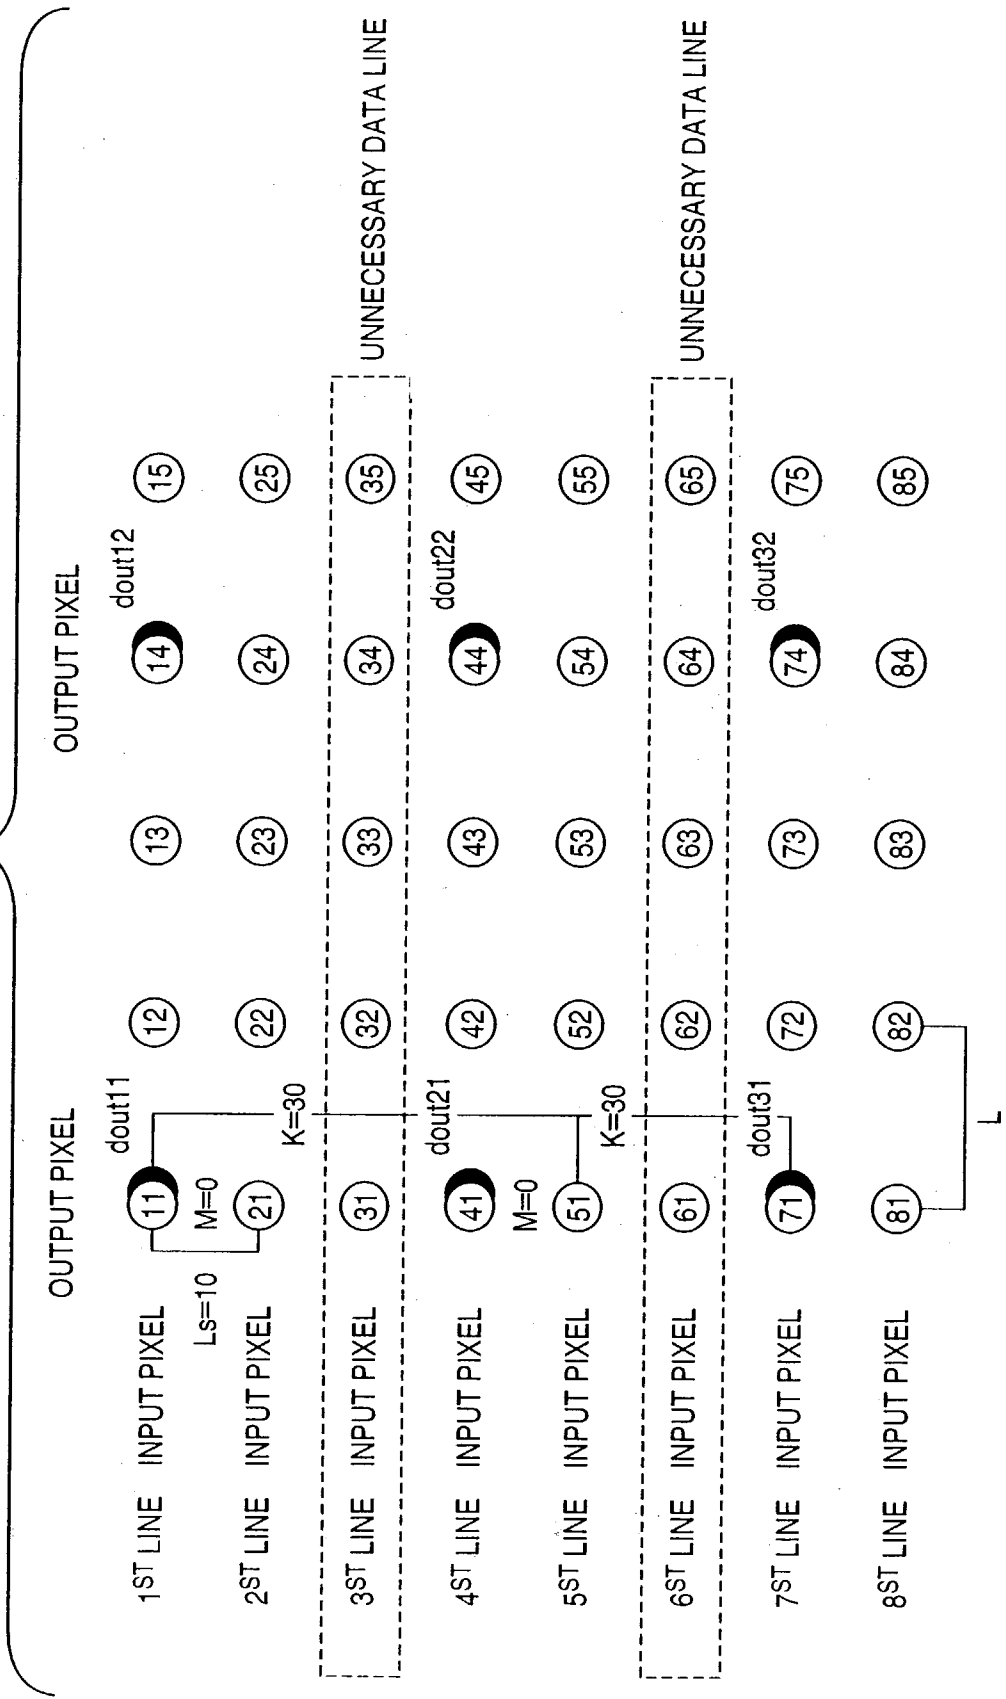 OUTPUT PIXEL OUTPUT PIXEL
dout11 dout12
1ST LINE INPUT PIXEL 11 12 13 14 15
Ls=10 M=0
2ST LINE INPUT PIXEL 21 22 23 24 25
K=30
3ST LINE INPUT PIXEL 31 32 33 34 35 UNNECESSARY DATA LINE
dout21 dout22
4ST LINE INPUT PIXEL 41 42 43 44 45
M=0
5ST LINE INPUT PIXEL 51 52 53 54 55
K=30
6ST LINE INPUT PIXEL 61 62 63 64 65 UNNECESSARY DATA LINE
dout31 dout32
7ST LINE INPUT PIXEL 71 72 73 74 75
8ST LINE INPUT PIXEL 81 82 83 84 85
L